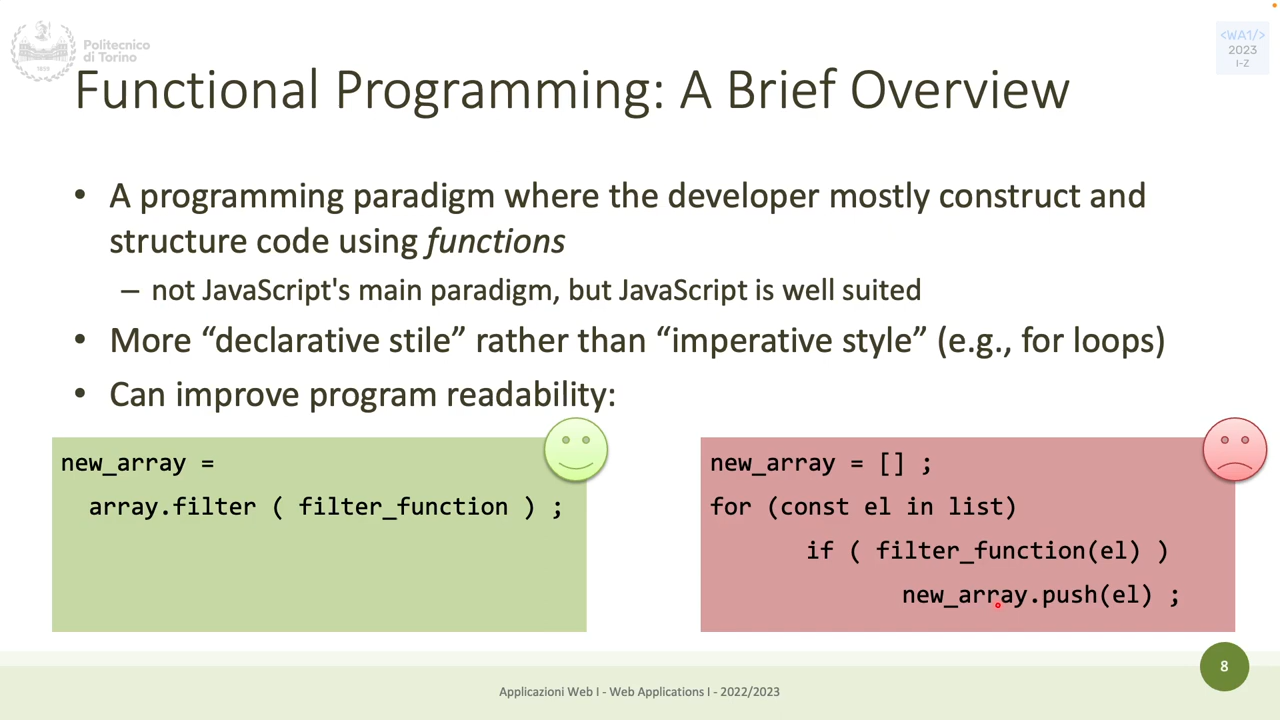 Politecnico
di Torino
1859
<WA1/>
2023
I-Z
Functional Programming: A Brief Overview
• A programming paradigm where the developer mostly construct and
structure code using functions
– not JavaScript's main paradigm, but JavaScript is well suited
• More “declarative stile” rather than “imperative style” (e.g., for loops)
• Can improve program readability:
new_array =
array.filter ( filter_function ) ;
new_array = [] ;
for (const el in list)
if ( filter_function(el) )
new_array.push(el) ;
8
Applicazioni Web I - Web Applications I - 2022/2023